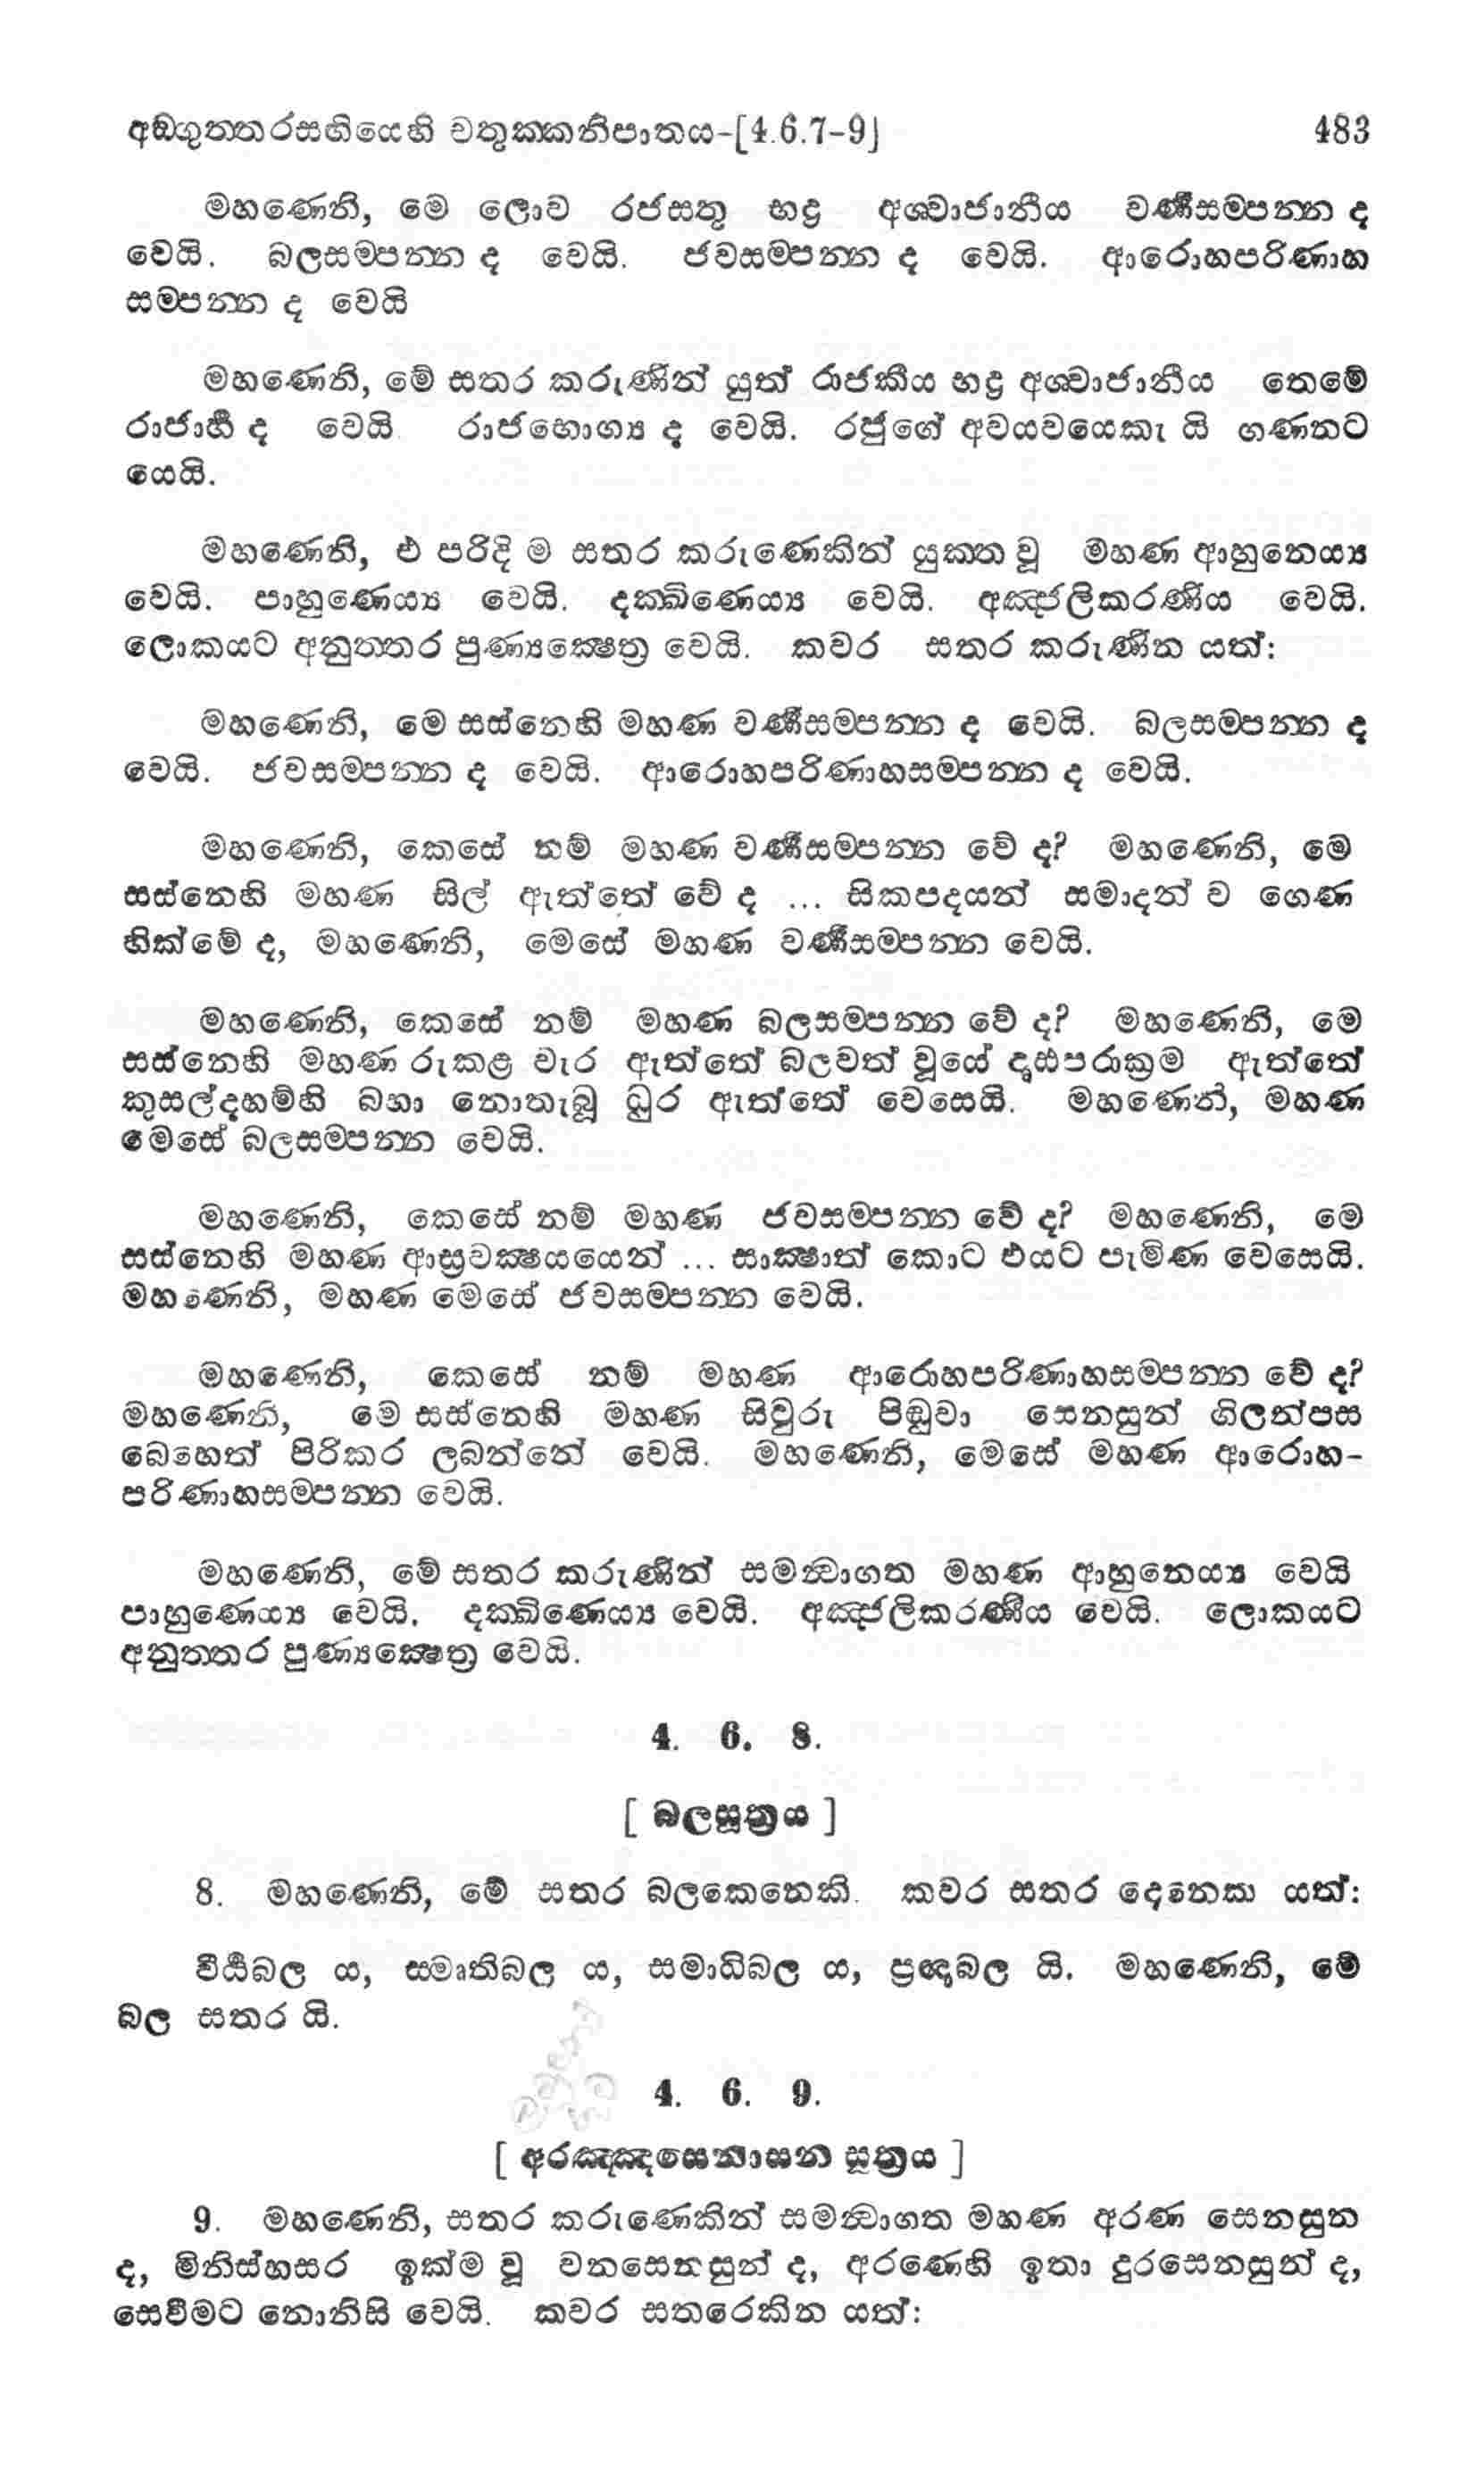 අඞ්ගුත්තරසඟියෙහි චතුක්කනිපාතය-[4.6.7-9] 483
මහණෙනි, මේ ලොව රජසතු භද්‍ර අශ්වාජානීය වර්ණසම්පන්න ද
වෙයි. බලසම්පන්න ද වෙයි. ජවසම්පන්න ද වෙයි. ආරොහපරිණාහ
සම්පන්න ද වෙයි
මහණෙනි, මේ සතර කරුණින් යුත් රාජකීය භද්‍ර අශ්වාජානීය තෙමේ
රාජාර්හ ද වෙයි රාජභොග්‍ය ද වෙයි. රජුගේ අවයවයෙකැ යි ගණනට
යෙයි.
මහණෙනි, එ පරිදි ම සතර කරුණෙකින් යුක්ත වූ මහණ ආහුනෙය්‍ය
වෙයි. පාහුණෙය්‍ය වෙයි. දක්ඛිණෙය්‍ය වෙයි. අඤ්ජලිකරණීය වෙයි.
ලොකයට අනුත්තර පුණ්‍යක්ෂෙත්‍ර වෙයි. කවර සතර කරුණින යත්:
මහණෙනි, මෙ සස්නෙහි මහණ වර්ණසම්පන්න ද වෙයි. බලසම්පන්න ද
වෙයි. ජවසම්පන්න ද වෙයි. ආරොහපරිණාහසම්පන්න ද වෙයි.
මහණෙනි, කෙසේ නම් මහණ වර්ණසම්පන්න වේ ද? මහණෙනි, මෙ
සස්නෙහි මහණ සිල් ඇත්තේ වේ ද ... සිකපදයන් සමාදන් ව ගෙණ
හික්මේ ද, මහණෙනි, මෙසේ මහණ වර්ණසම්පන්න වෙයි.
මහණෙනි, කෙසේ නම් මහණ බලසම්පන්න වේ ද? මහණෙනි, මෙ
සස්නෙහි මහණ රුකළ වැර ඇත්තේ බලවත් වූයේ දෘඪපරාක්‍රම ඇත්තේ
කුසල්දහම්හි බහා නොතැබූ ධුර ඇත්තේ වෙසෙයි. මහණෙනි, මහණ
මෙසේ බලසම්පන්න වෙයි.
මහණෙනි, කෙසේ නම් මහණ ජවසම්පන්න වේ ද? මහණෙනි, මෙ
සස්නෙහි මහණ ආස්‍රවක්ෂයයෙන් ... සාක්ෂාත් කොට එයට පැමිණ වෙසෙයි.
මහණෙනි, මහණ මෙසේ ජවසම්පන්න වෙයි.
මහණෙනි, කෙසේ නම් මහණ ආරොහපරිණාහසම්පන්න වේ ද?
මහණෙනි, මෙ සස්නෙහි මහණ සිවුරු පිඬුවා සෙනසුන් ගිලන්පස
බෙහෙත් පිරිකර ලබන්නේ වෙයි. මහණෙනි, මෙසේ මහණ ආරොහ-
පරිණාහසම්පන්න වෙයි.
මහණෙනි, මේ සතර කරුණින් සමන්වාගත මහණ ආහුනෙය්‍ය වෙයි
පාහුණෙය්‍ය වෙයි. දක්ඛිණෙය්‍ය වෙයි. අඤ්ජලිකරණීය වෙයි. ලොකයට
අනුත්තර පුණ්‍යක්ෂෙත්‍ර වෙයි.
4. 6. 8.
[ බලසූත්‍රය ]
8. මහණෙනි, මේ සතර බලකෙනෙකි. කවර සතර දෙනෙක යත්:
වීර්‍ය්‍යබල ය, ස්මෘතිබල ය, සමාධිබල ය, ප්‍රඥාබල යි. මහණෙනි, මේ
බල සතර යි.
4. 6. 9.
[ අරඤ්ඤසෙනාසන සූත්‍රය ]
9. මහණෙනි, සතර කරුණෙකින් සමන්වාගත මහණ අරණ සෙනසුන
ද, මිනිස්හසර ඉක්ම වූ වනසෙනසුන් ද, අරණෙහි ඉතා දුරසෙනසුන් ද,
සෙවීමට නොනිසි වෙයි. කවර සතරෙකින යත්: